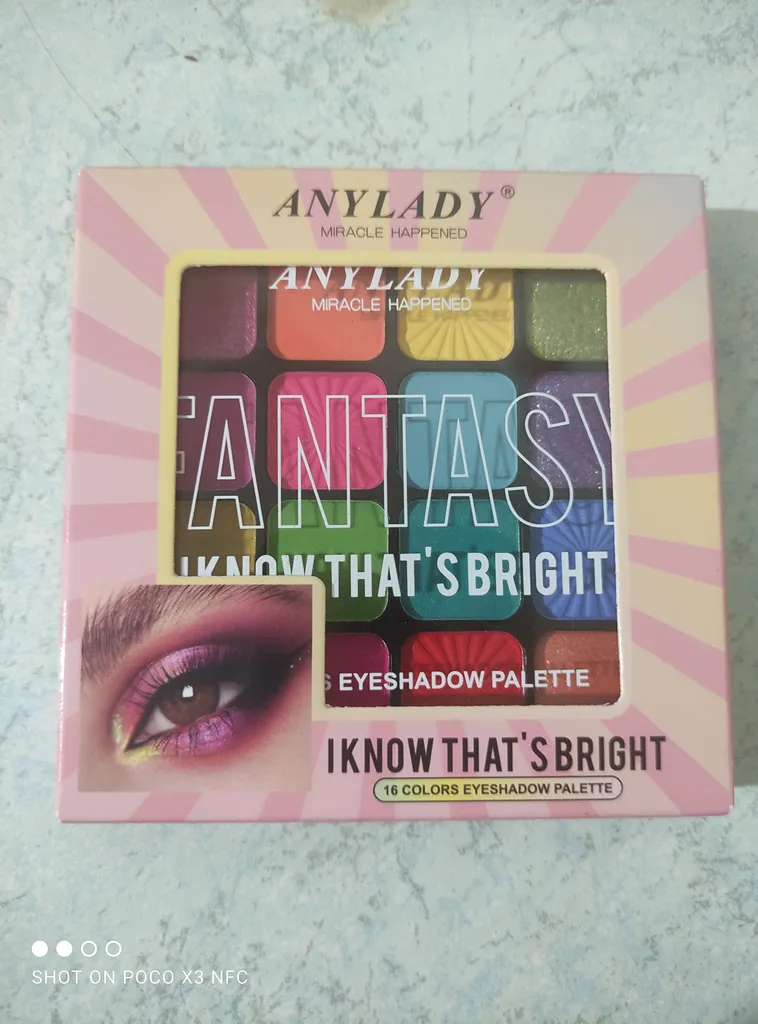 ANYLADY®
MIRACLE HAPPENED
ANYLADY
MIRACLE HAPPENED
FANTASY
I KNOW THAT'S BRIGHT
S EYESHADOW PALETTE
I KNOW THAT'S BRIGHT
16 COLORS EYESHADOW PALETTE
SHOT ON POCO X3 NFC